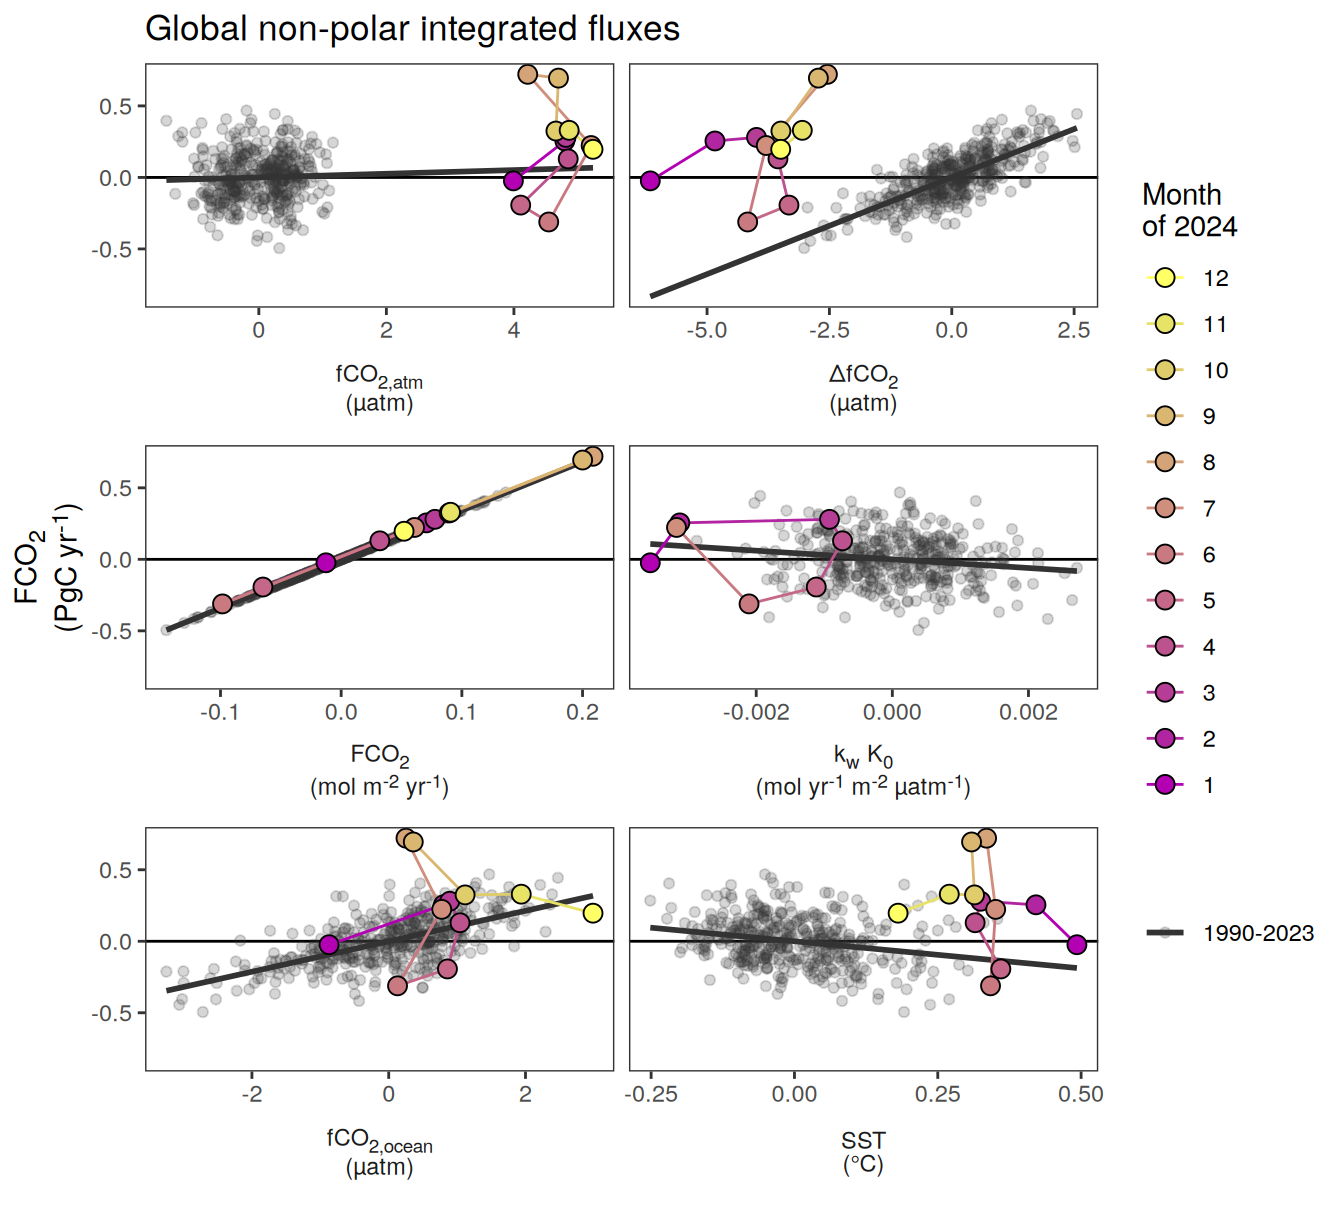 Global non-polar integrated fluxes
0.5
0.0
-0.5
0 2 4
-5.0 -2.5 0.0 2.5
fCO2,atm
(µatm)
ΔfCO2
(µatm)
FCO2
(PgC yr-1)
0.5
0.0
-0.5
-0.1 0.0 0.1 0.2
-0.002 0.000 0.002
FCO2
(mol m-2 yr-1)
kw K0
(mol yr-1 m-2 µatm-1)
0.5
0.0
-0.5
-2 0 2
-0.25 0.00 0.25 0.50
fCO2,ocean
(µatm)
SST
(°C)
Month
of 2024
12
11
10
9
8
7
6
5
4
3
2
1
1990-2023